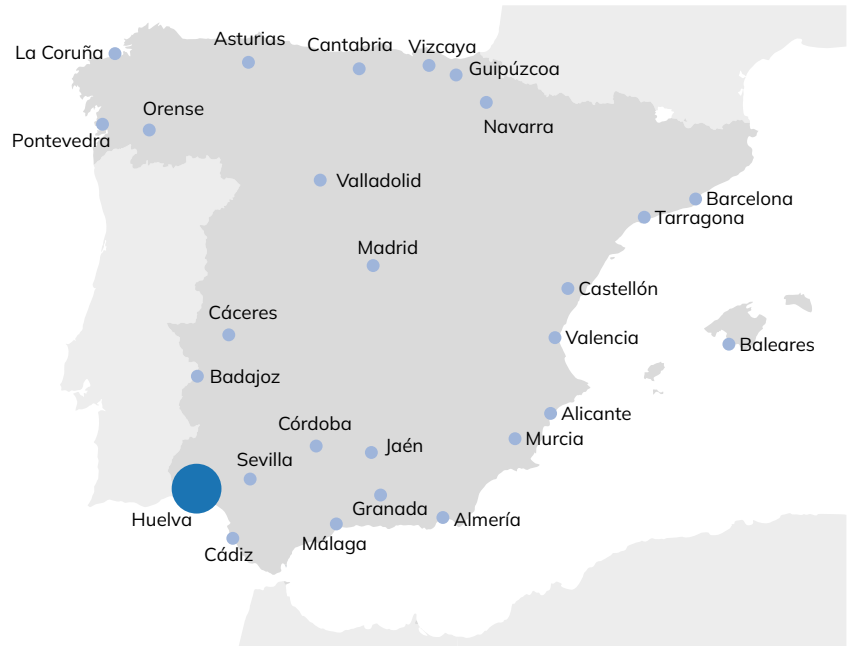 Asturias
Cantabria
Vizcaya
La Coruña
Guipúzcoa
Orense
Navarra
Pontevedra
Valladolid
Barcelona
Tarragona
Madrid
Castellón
Cáceres
Valencia
Baleares
Badajoz
Alicante
Córdoba
Murcia
Jaén
Sevilla
Granada
Huelva
Almería
Málaga
Cádiz